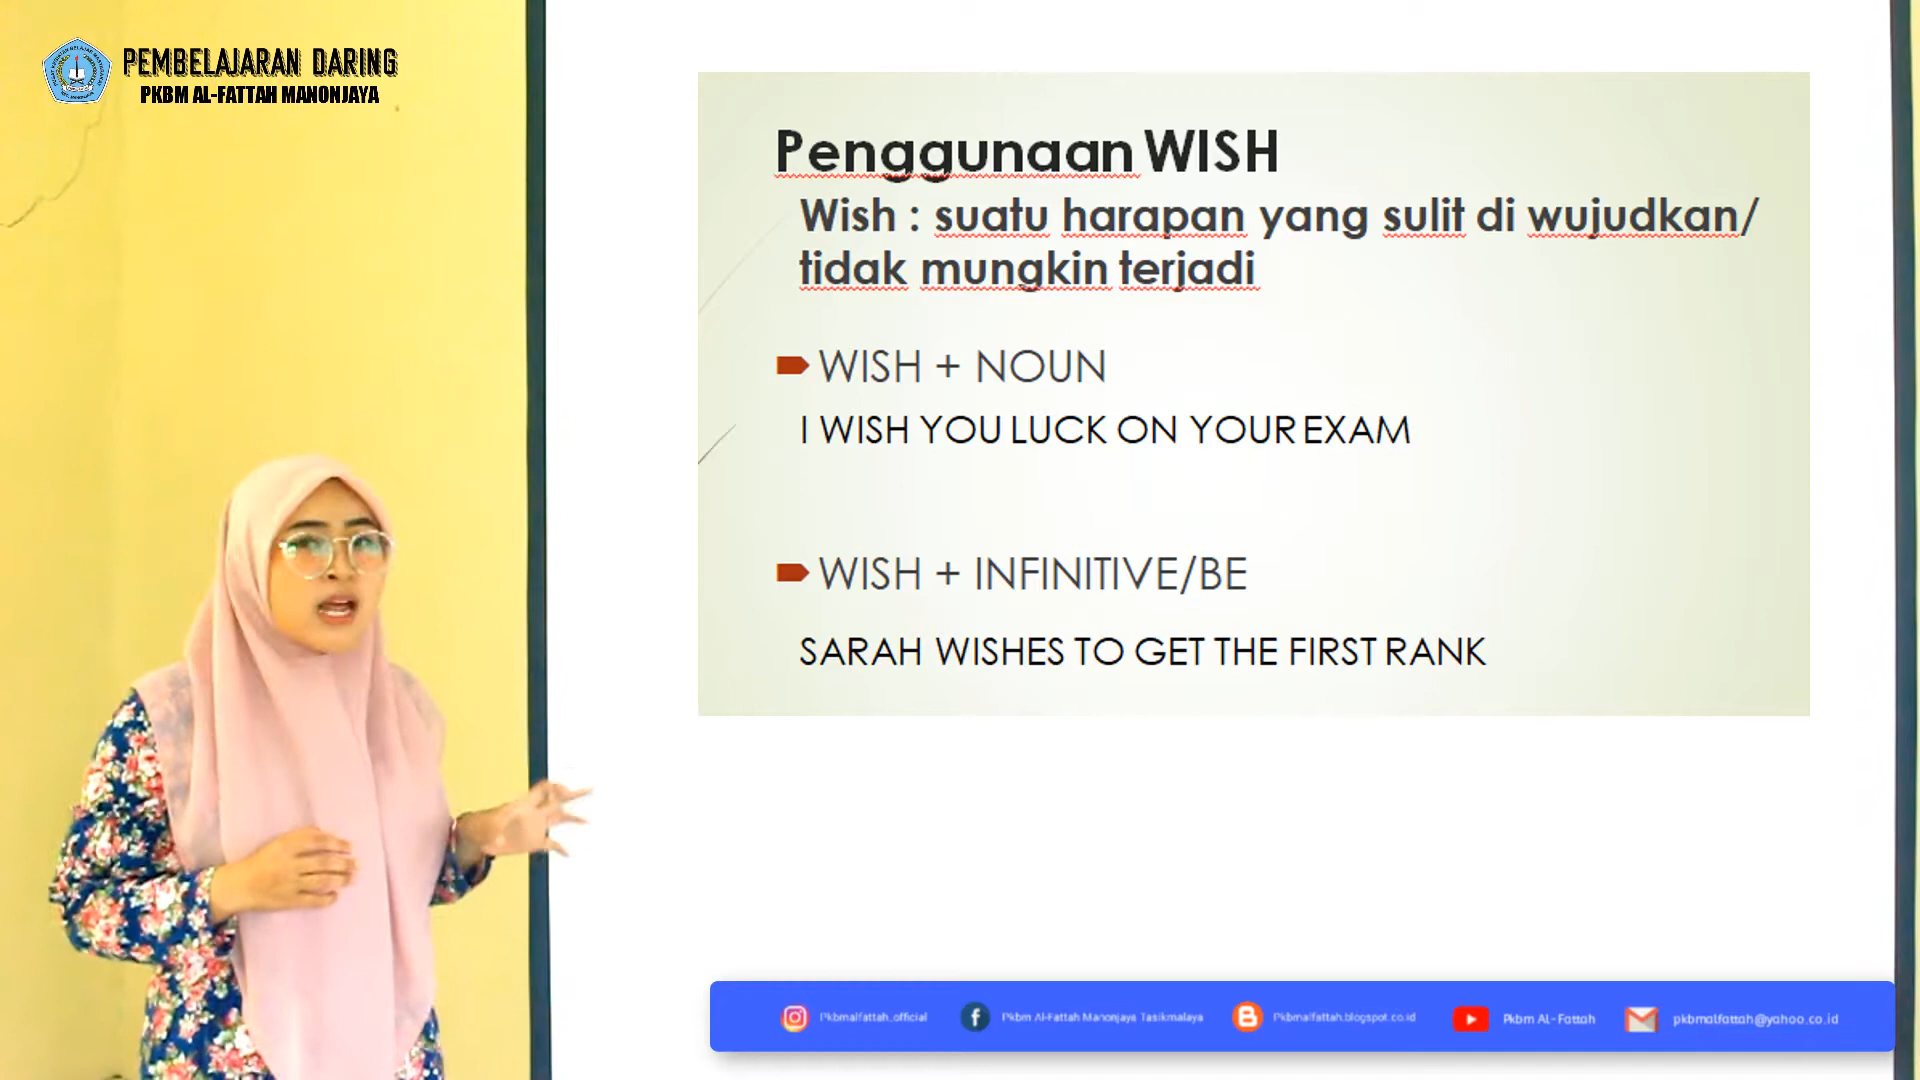 PEMBELAJARAN DARING
PKBM AL-FATTAH MANONJAYA
Penggunaan WISH
Wish : suatu harapan yang sulit di wujudkan/
tidak mungkin terjadi
WISH + NOUN
I WISH YOU LUCK ON YOUR EXAM
WISH + INFINITIVE/BE
SARAH WISHES TO GET THE FIRST RANK
Pkbmalfattah_official
Pkbm Al-Fattah Manonjaya Tasikmalaya
Pkbmalfattah.blogspot.co.id
Pkbm AL-Fattah
pkbmalfattah@yahoo.co.id